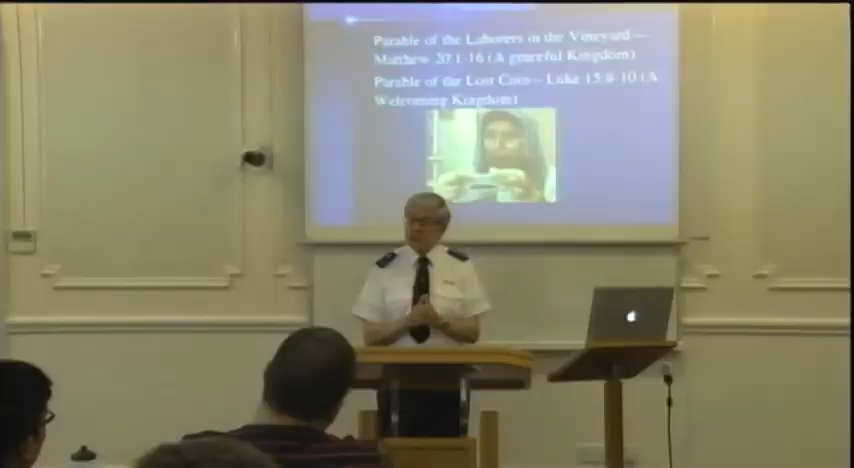 Parable of the Laborers in the Vineyard –
Matthew 20:1-16 (A graceful Kingdom)
Parable of the Lost Coin – Luke 15:8-10 (A
Welcoming Kingdom)